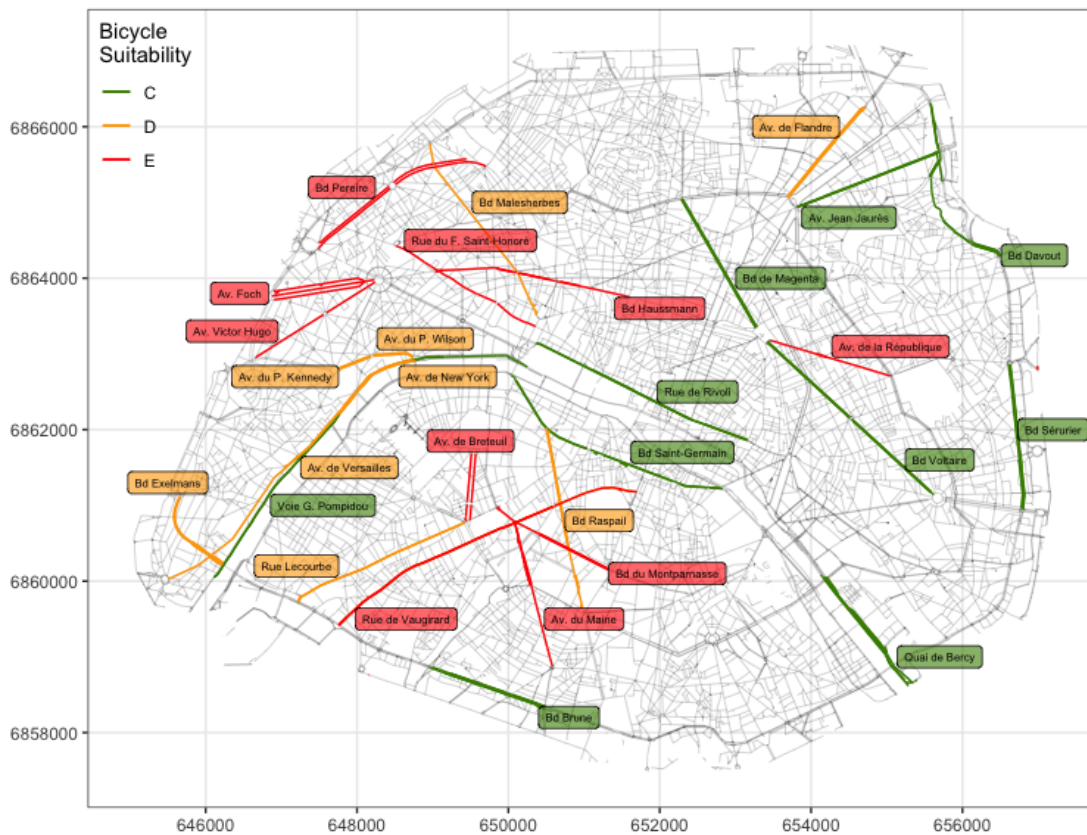 Bicycle
Suitability
C
D
E
6866000
6864000
6862000
6860000
6858000
Av. de Flandre
Bd Pereire
Bd Malesherbes
Av. Jean Jaurès
Rue du F. Saint-Honoré
Bd Davout
Bd de Magenta
Av. Foch
Bd Haussmann
Av. Victor Hugo
Av. du P. Wilson
Av. de la République
Av. du P. Kennedy
Av. de New York
Rue de Rivoli
Av. de Breteuil
Bd Sérurier
Bd Saint-Germain
Bd Voltaire
Av. de Versailles
Bd Exelmans
Voie G. Pompidou
Bd Raspail
Rue Lecourbe
Bd du Montparnasse
Rue de Vaugirard
Av. du Maine
Quai de Bercy
Bd Brune
646000
648000
650000
652000
654000
656000